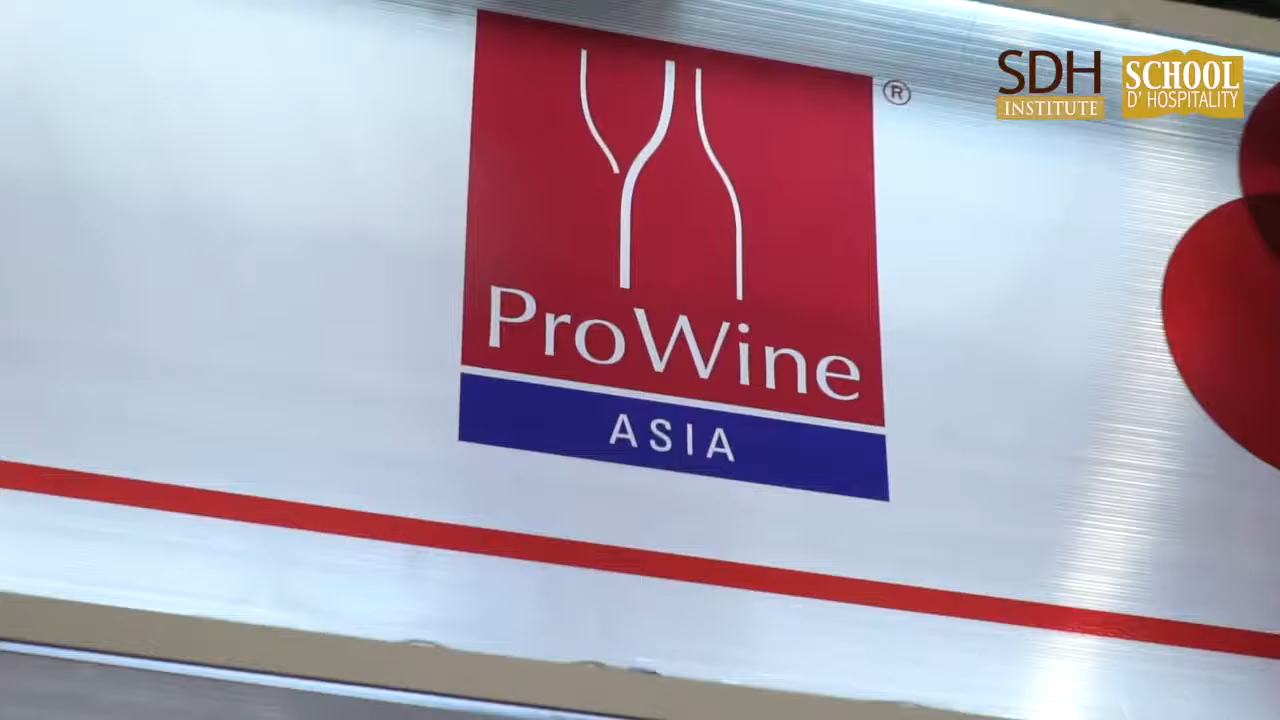 ProWine
ASIA
®
SDH
INSTITUTE
SCHOOL
D' HOSPITALITY